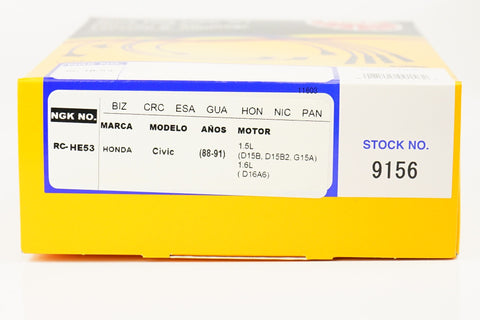 11603
NGK NO.
BIZ CRC ESA GUA HON NIC PAN
MARCA MODELO AÑOS MOTOR
RC-HE53 HONDA Civic (88-91) 1.5L
(D15B, D15B2, G15A)
1.6L
( D16A6)
STOCK NO.
9156